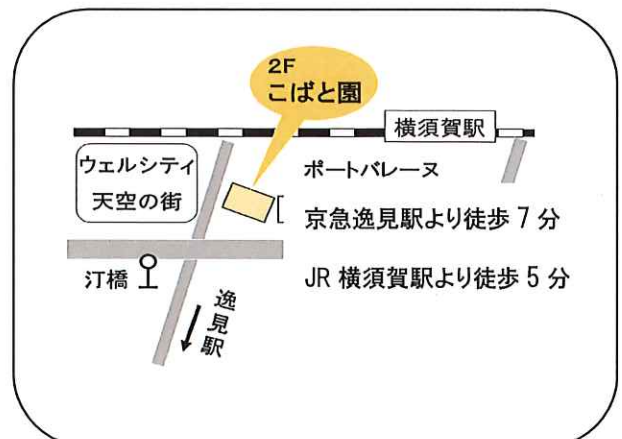 2F
こばと園
横須賀駅
ウェルシティ
天空の街
ポートバレーヌ
京急逸見駅より徒歩 7 分
汀橋
JR 横須賀駅より徒歩 5 分
逸見駅